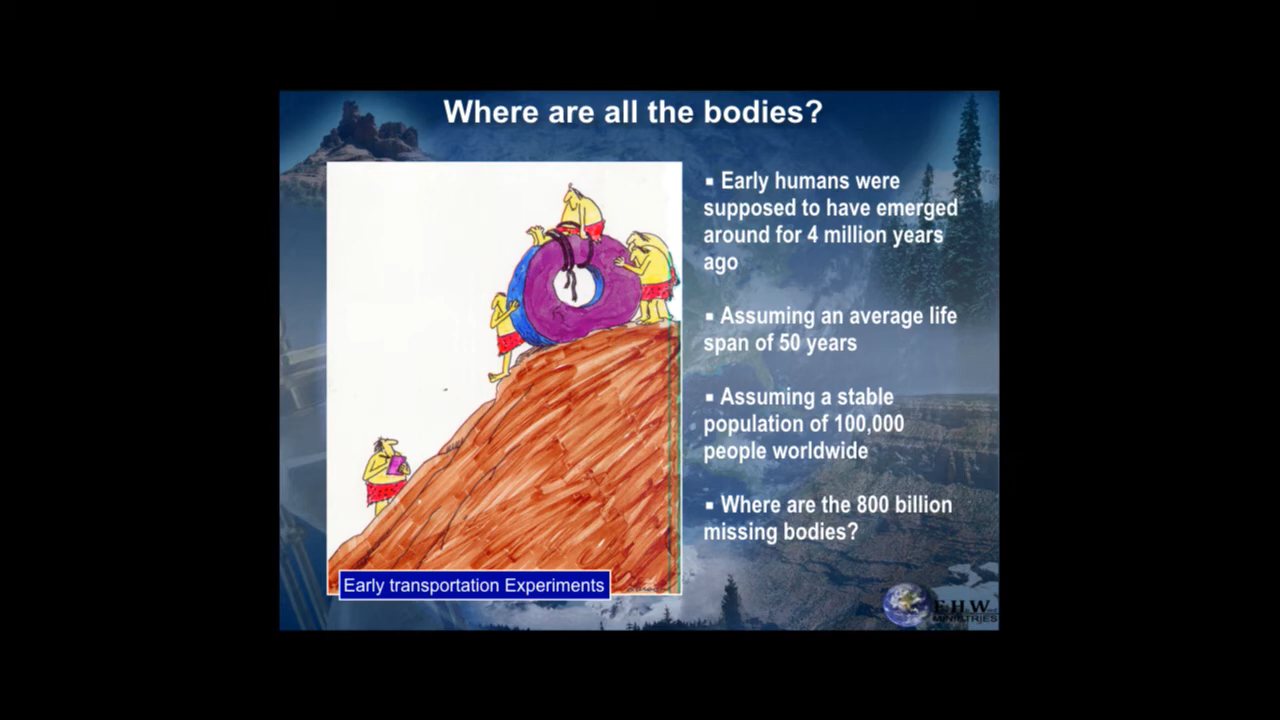 Where are all the bodies?
▪ Early humans were
supposed to have emerged
around for 4 million years
ago
▪ Assuming an average life
span of 50 years
▪ Assuming a stable
population of 100,000
people worldwide
▪ Where are the 800 billion
missing bodies?
Early transportation Experiments
E.H.W.
MINISTRIES